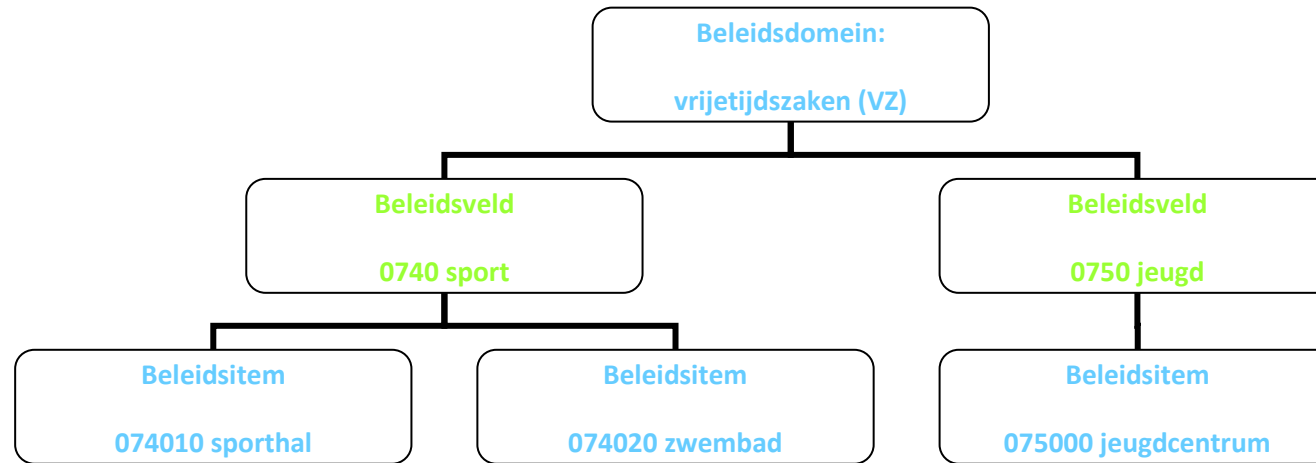 Beleidsdomein:
vrijetijdszaken (VZ)
Beleidsveld
0740 sport
Beleidsveld
0750 jeugd
Beleidsitem
074010 sporthal
Beleidsitem
074020 zwembad
Beleidsitem
075000 jeugdcentrum